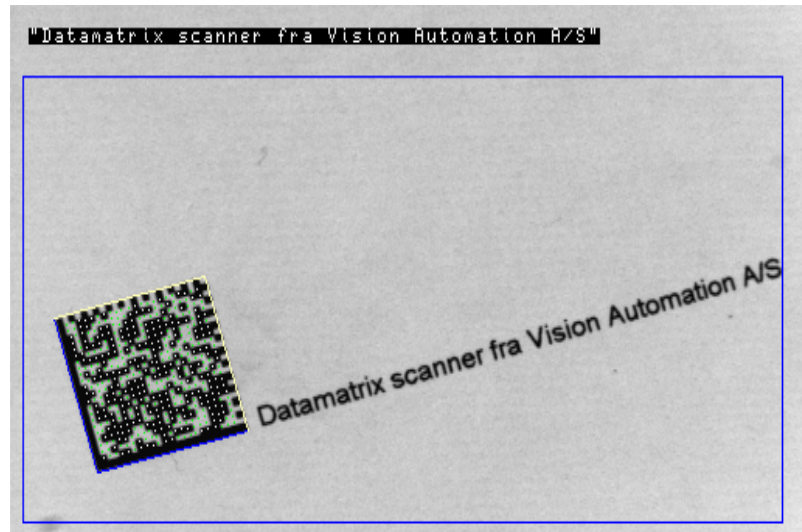 "Datamatrix scanner fra Vision Automation A/S"
Datamatrix scanner fra Vision Automation A/S